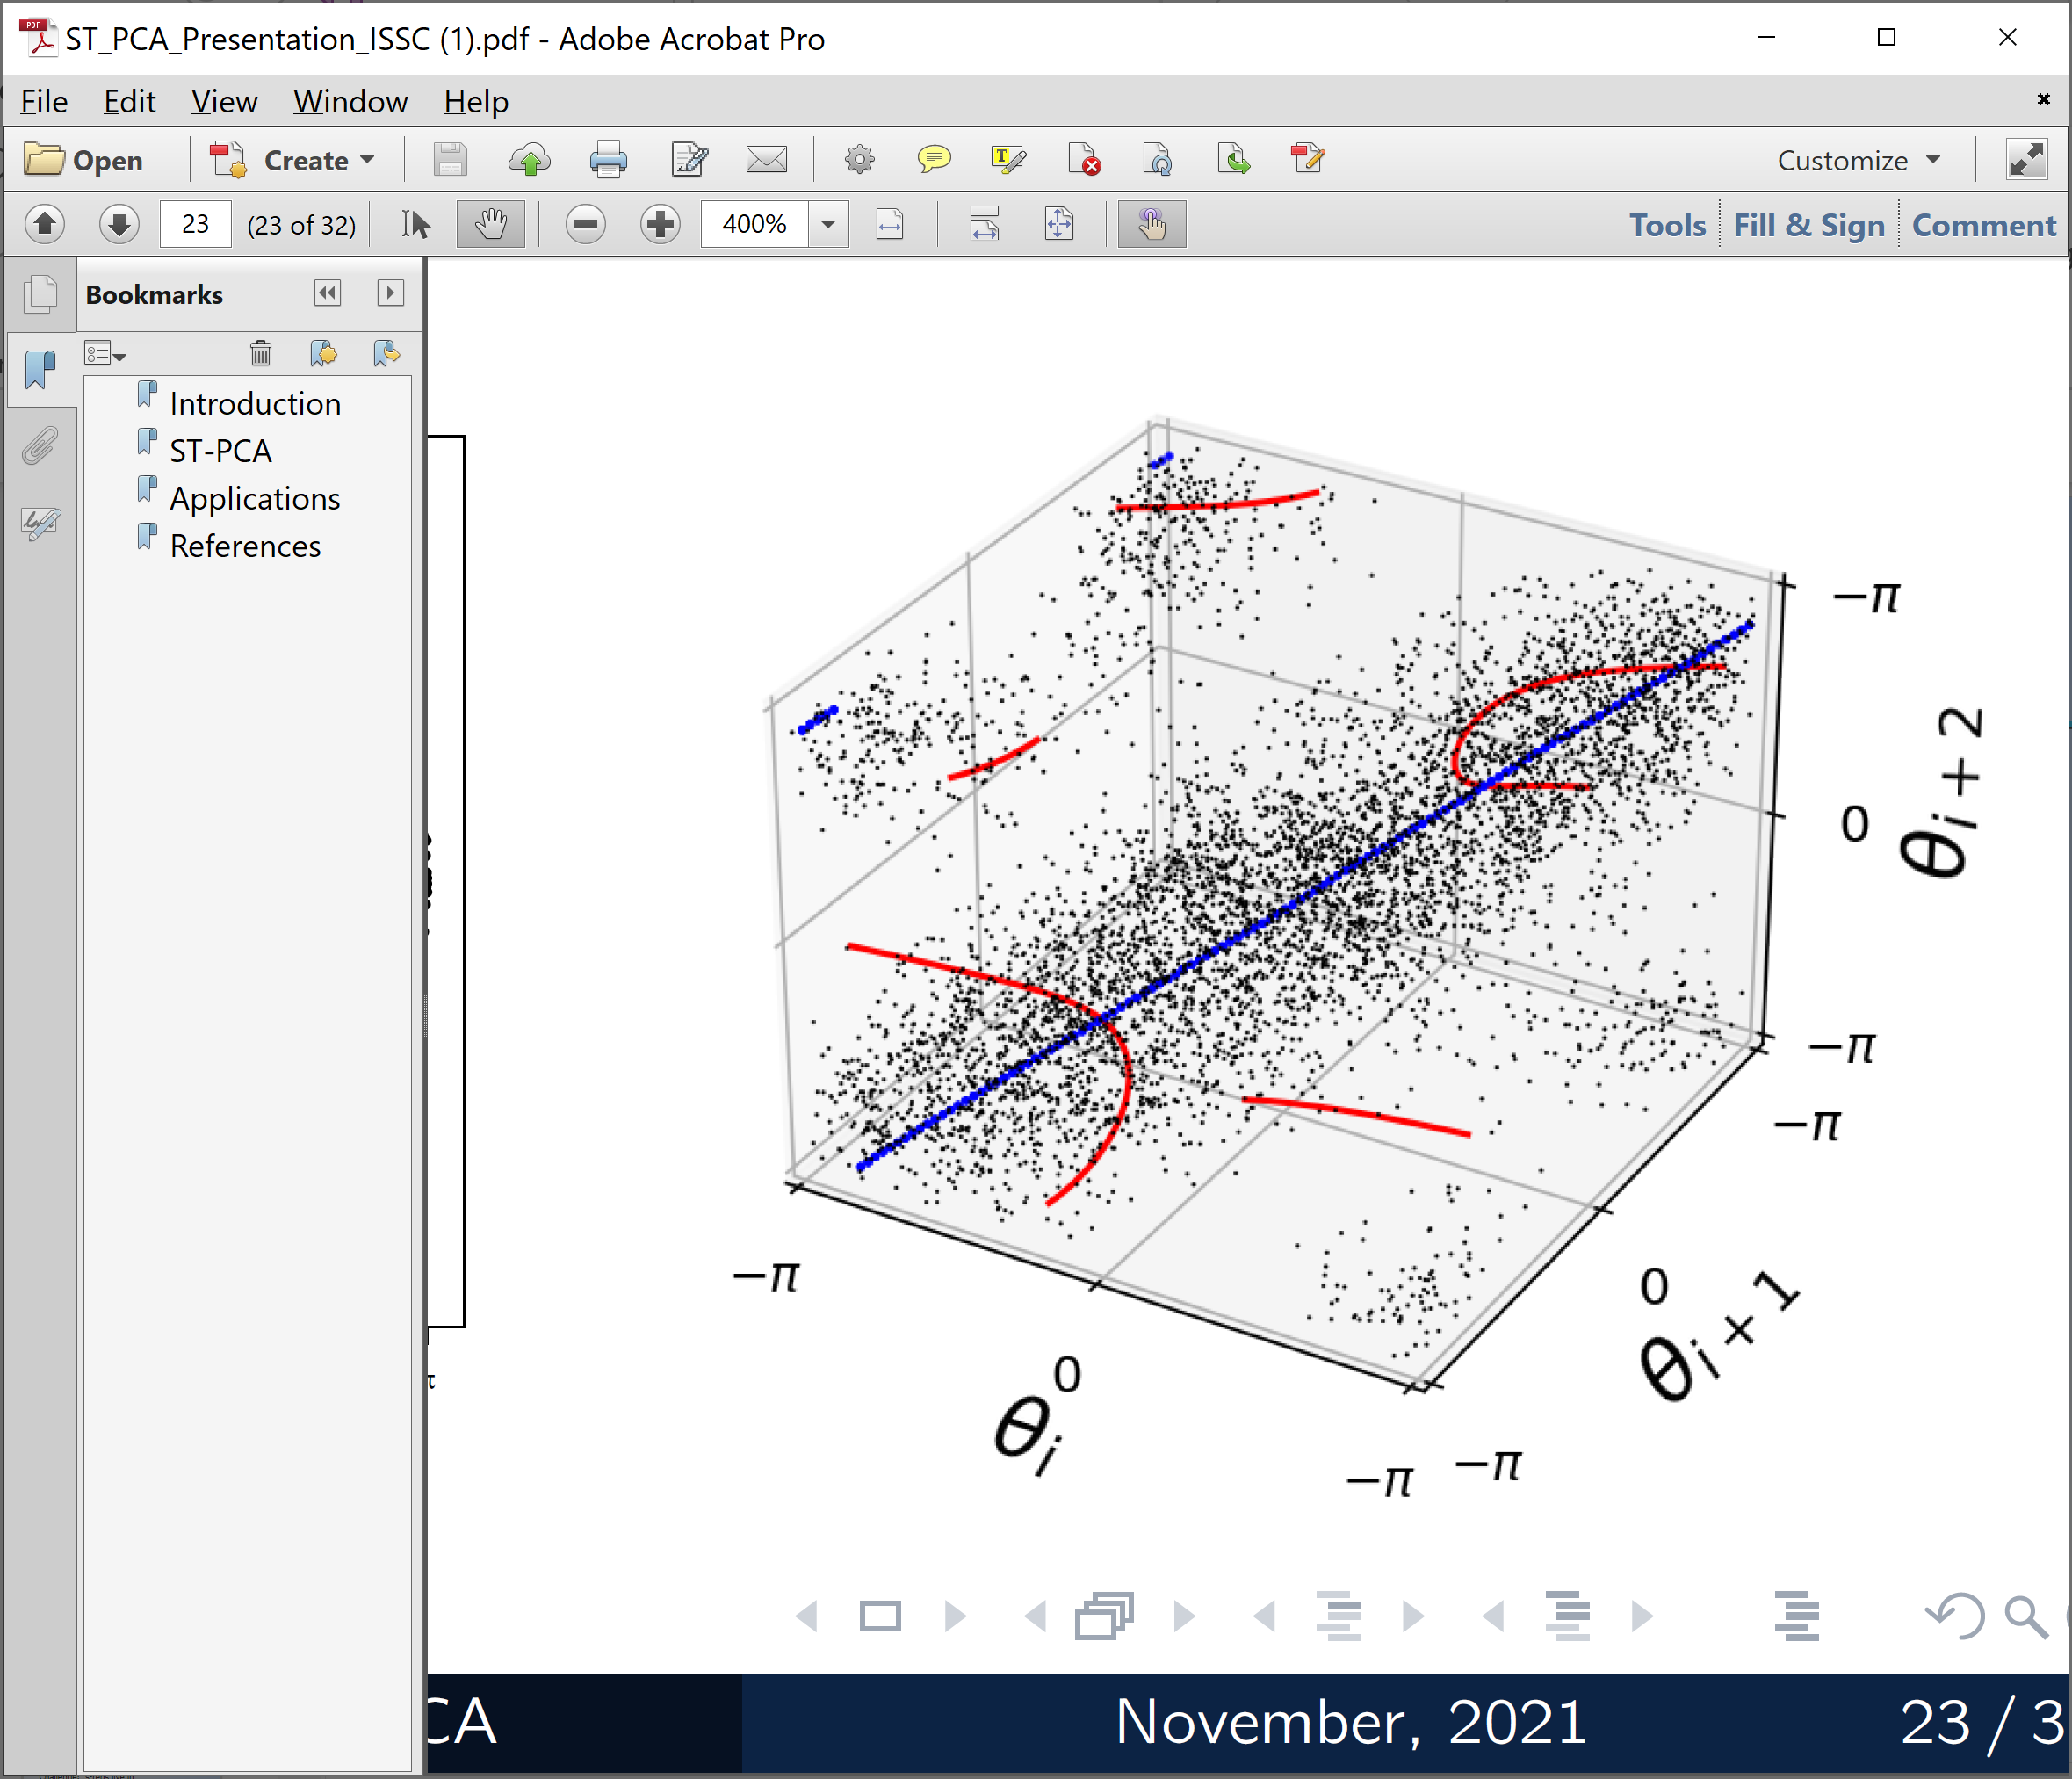 ST_PCA_Presentation_ISSC (1).pdf - Adobe Acrobat Pro
File Edit View Window Help
Open Create Customize
23 (23 of 32) 400% Tools Fill & Sign Comment
Bookmarks
Introduction
ST-PCA
Applications
References
−π
0
−π
θi + 2
−π
0
−π
θi + 1
−π
0
−π
θi
π
CA November, 2021 23 / 3